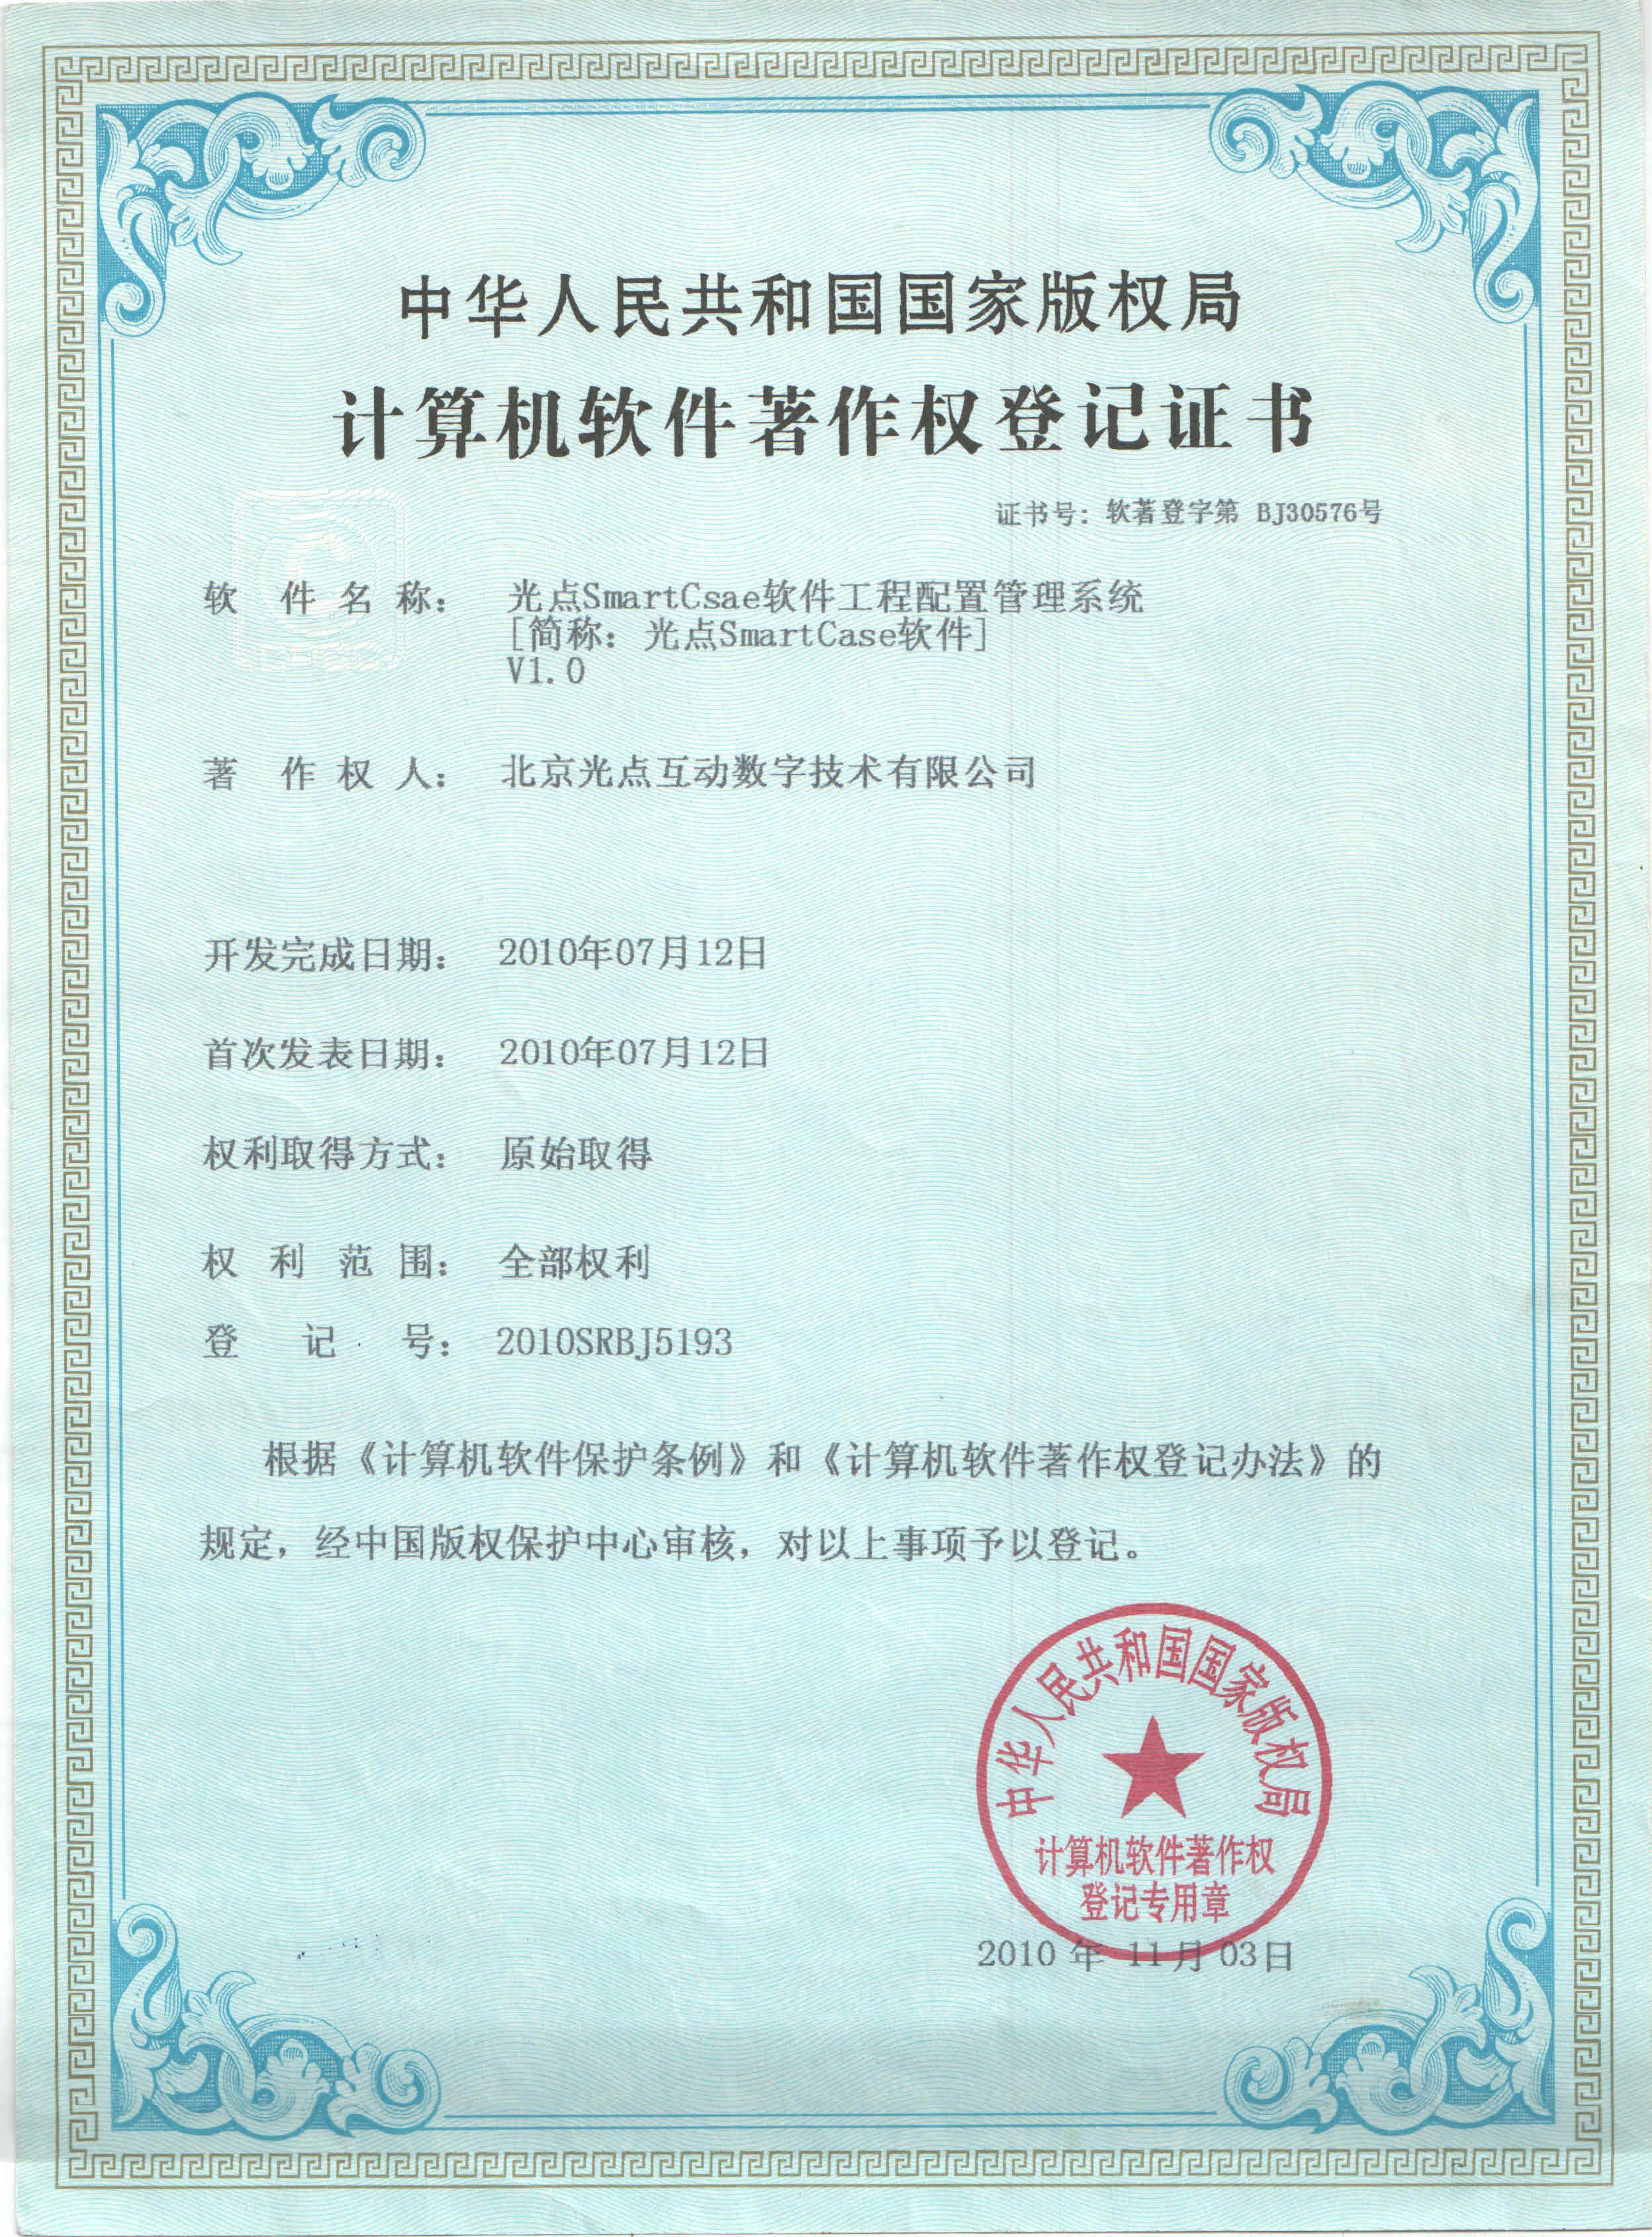 中华人民共和国国家版权局
计算机软件著作权登记证书
证书号：软著登字第 BJ30576号
软件名称：光点SmartCsae软件工程配置管理系统
[简称：光点SmartCase软件]
V1.0
著作权人：北京光点互动数字技术有限公司
开发完成日期：2010年07月12日
首次发表日期：2010年07月12日
权利取得方式：原始取得
权利范围：全部权利
登记号：2010SRBJ5193
根据《计算机软件保护条例》和《计算机软件著作权登记办法》的
规定，经中国版权保护中心审核，对以上事项予以登记。
中华人民共和国国家版权局
计算机软件著作权
登记专用章
2010 年 11月 03日